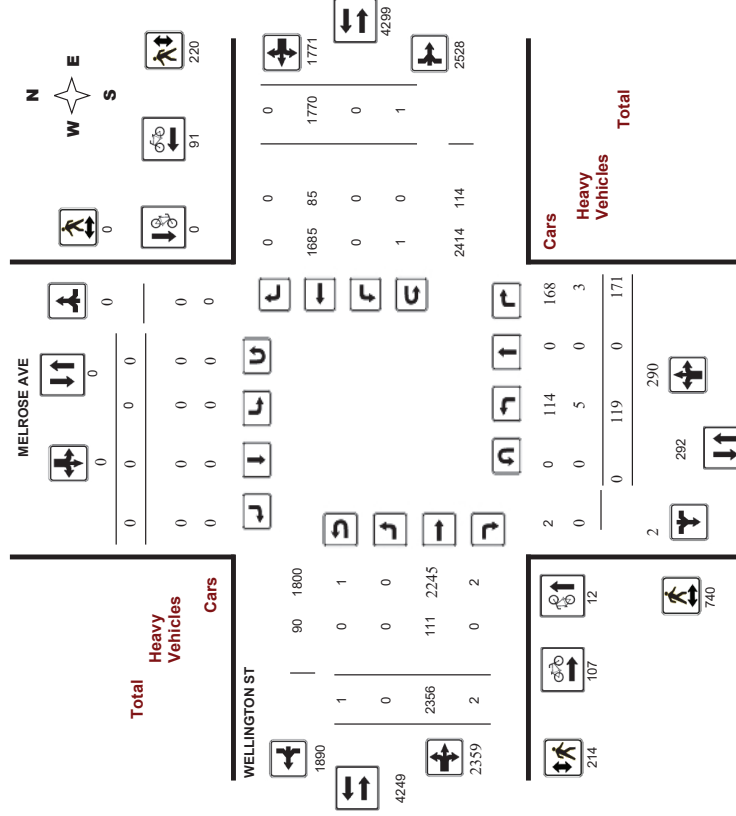 MELROSE AVE
N
W E
S
0
220
91
0
0
0
0
0
0 0 0 0
0 0 0 0 0
0 0 0 0 0
Total
Heavy
Vehicles
Cars
1771
4299
2528
0 0 0
1685 85 1770
0 0 0
1 0 1
2414 114
WELLINGTON ST
1890
90 1800
4249
1 0 1
0 0 0
2356 111 2245
2 0 2
2359
2 0 114 0 168
0 0 5 0 3
0 119 0 171
2
292
290
Cars
Heavy
Vehicles
Total
12
107
214
740